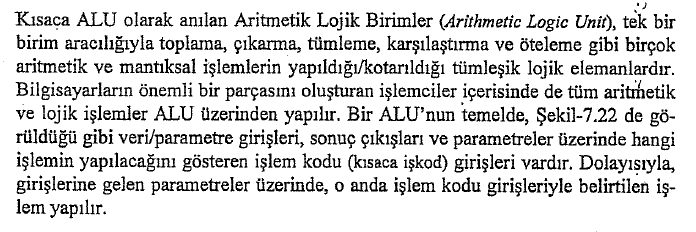 Kısaca ALU olarak anılan Aritmetik Lojik Birimler (Arithmetic Logic Unit), tek bir
birim aracılığıyla toplama, çıkarma, tümleme, karşılaştırma ve öteleme gibi birçok
aritmetik ve mantıksal işlemlerin yapıldığı/kotarıldığı tümleşik lojik elemanlardır.
Bilgisayarların önemli bir parçasını oluşturan işlemciler içerisinde de tüm aritmetik
ve lojik işlemler ALU üzerinden yapılır. Bir ALU'nun temelde, Şekil-7.22 de gö-
rüldüğü gibi veri/parametre girişleri, sonuç çıkışları ve parametreler üzerinde hangi
işlemin yapılacağını gösteren işlem kodu (kısaca işkod) girişleri vardır. Dolayısıyla,
girişlerine gelen parametreler üzerinde, o anda işlem kodu girişleriyle belirtilen iş-
lem yapılır.